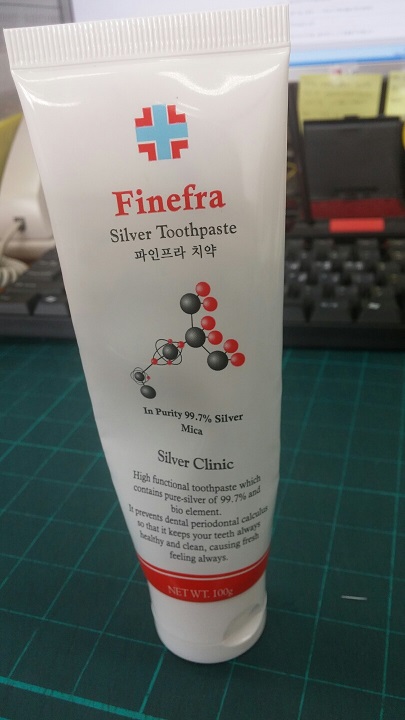 Finefra
Silver Toothpaste
파인프라 치약
In Purity 99.7% Silver
Mica
Silver Clinic
High functional toothpaste which
contains pure-silver of 99.7% and
bio element.
It prevents dental periodontal calculus
so that it keeps your teeth always
healthy and clean, causing fresh
feeling always.
NET WT. 100g